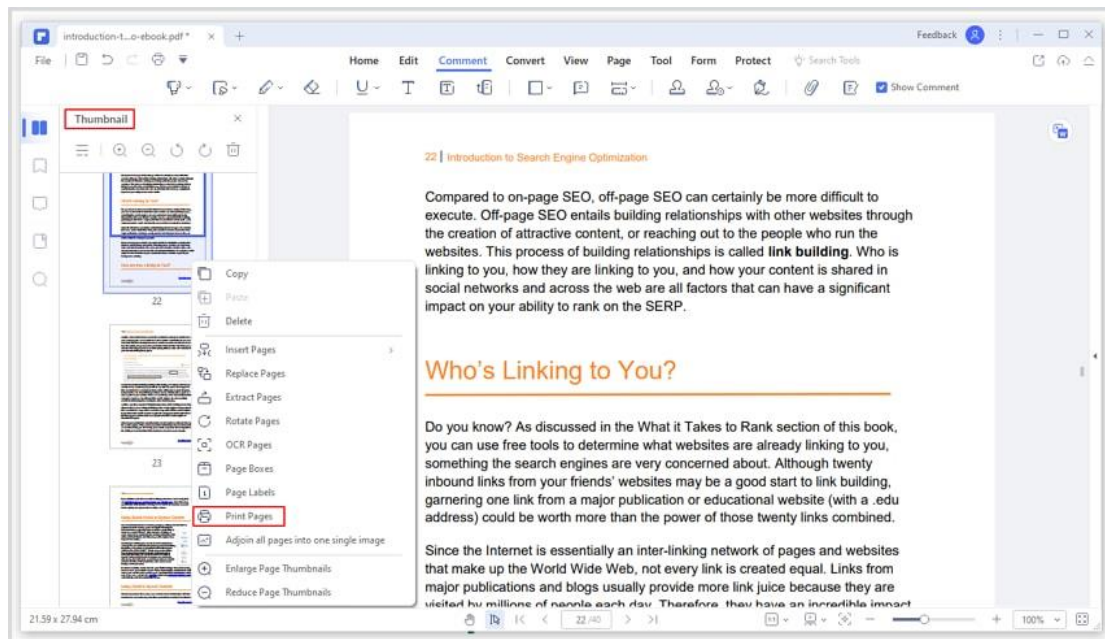 introduction-t...o-ebook.pdf *
Feedback
File
Home Edit Comment Convert View Page Tool Form Protect Search Tools
Show Comment
Thumbnail
22 | Introduction to Search Engine Optimization
Compared to on-page SEO, off-page SEO can certainly be more difficult to
execute. Off-page SEO entails building relationships with other websites through
the creation of attractive content, or reaching out to the people who run the
websites. This process of building relationships is called link building. Who is
linking to you, how they are linking to you, and how your content is shared in
social networks and across the web are all factors that can have a significant
impact on your ability to rank on the SERP.
Who's Linking to You?
Do you know? As discussed in the What it Takes to Rank section of this book,
you can use free tools to determine what websites are already linking to you,
something the search engines are very concerned about. Although twenty
inbound links from your friends' websites may be a good start to link building,
garnering one link from a major publication or educational website (with a .edu
address) could be worth more than the power of those twenty links combined.
Since the Internet is essentially an inter-linking network of pages and websites
that make up the World Wide Web, not every link is created equal. Links from
major publications and blogs usually provide more link juice because they are
visited by millions of people each day. Therefore, they have an incredible impact
22
23
Copy
Paste
Delete
Insert Pages
Replace Pages
Extract Pages
Rotate Pages
OCR Pages
Page Boxes
Page Labels
Print Pages
Adjoin all pages into one single image
Enlarge Page Thumbnails
Reduce Page Thumbnails
21.59 x 27.94 cm
22 /40
100%